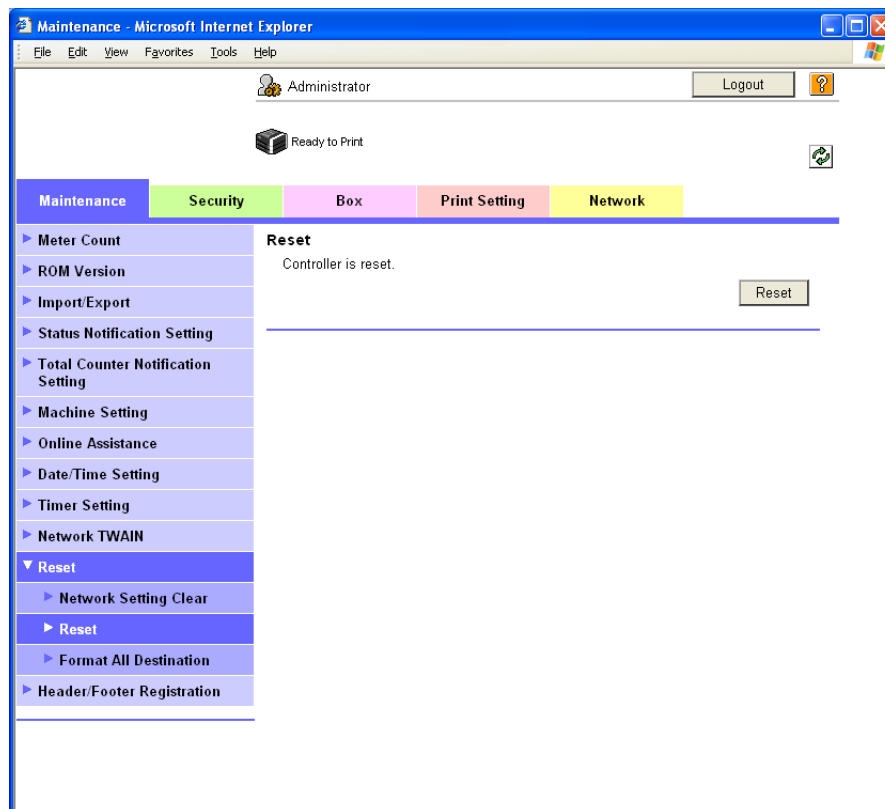 Maintenance - Microsoft Internet Explorer
File Edit View Favorites Tools Help
Administrator
Logout
?
Ready to Print
Maintenance Security Box Print Setting Network
Meter Count
ROM Version
Import/Export
Status Notification Setting
Total Counter Notification
Setting
Machine Setting
Online Assistance
Date/Time Setting
Timer Setting
Network TWAIN
Reset
Network Setting Clear
Reset
Format All Destination
Header/Footer Registration
Reset
Controller is reset.
Reset